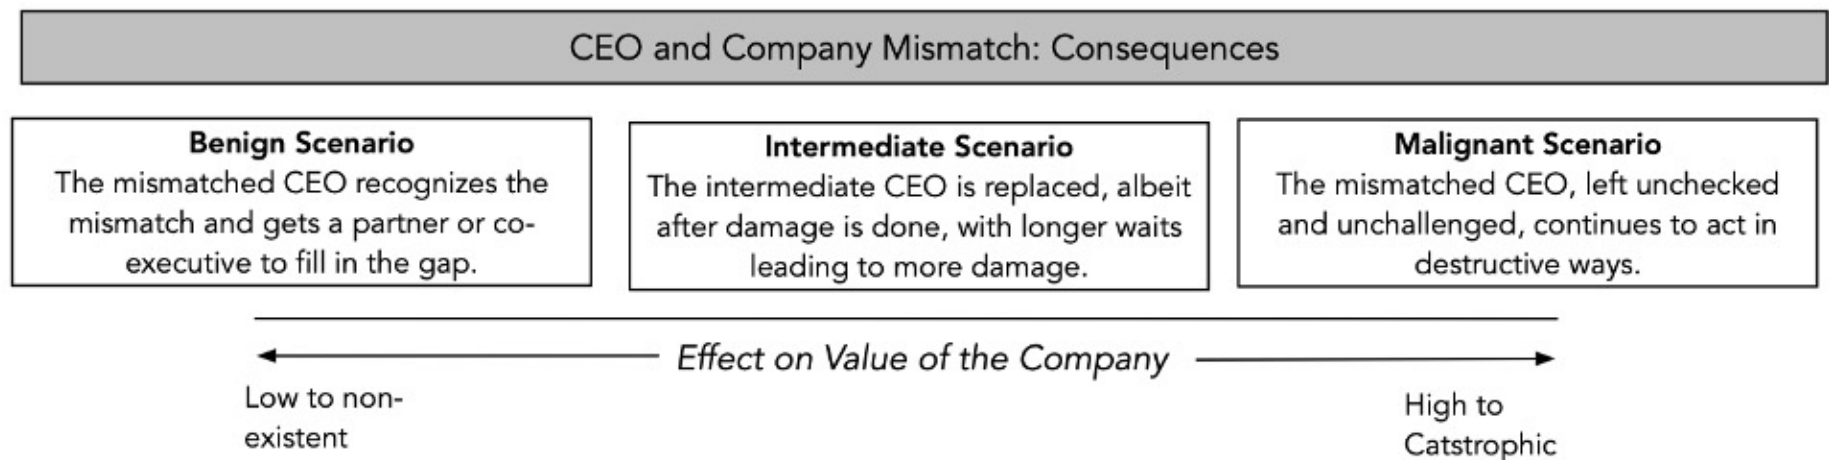 CEO and Company Mismatch: Consequences
Benign Scenario
The mismatched CEO recognizes the
mismatch and gets a partner or co-
executive to fill in the gap.
Intermediate Scenario
The intermediate CEO is replaced, albeit
after damage is done, with longer waits
leading to more damage.
Malignant Scenario
The mismatched CEO, left unchecked
and unchallenged, continues to act in
destructive ways.
Effect on Value of the Company
Low to non-
existent
High to
Catstrophic